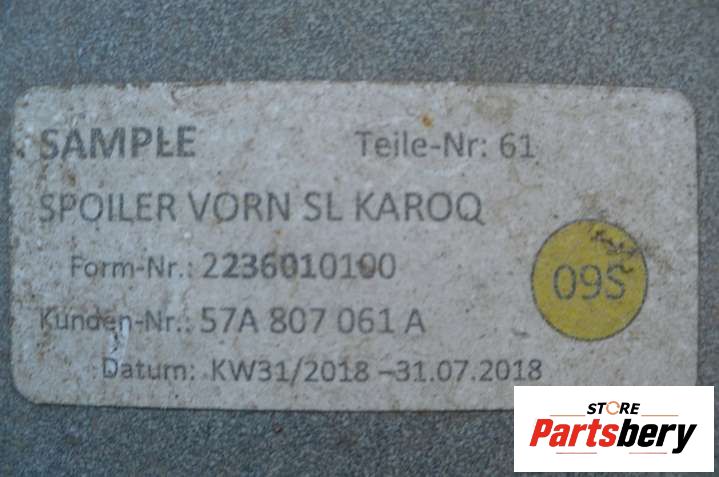 SAMPLE Teile-Nr: 61
SPOILER VORN SL KAROQ
Form-Nr.: 2236010100
09S
Kunden-Nr.: 57A 807 061 A
Datum: KW31/2018 –31.07.2018
STORE
Partsbery